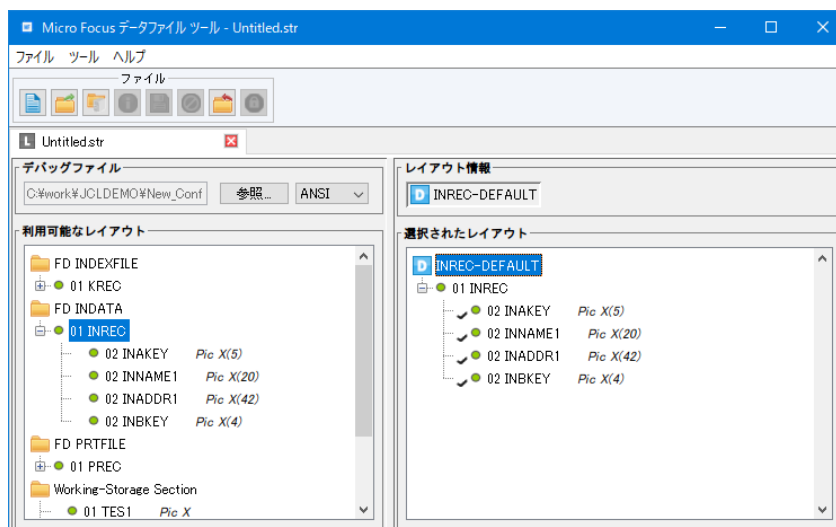 Micro Focus データファイル ツール - Untitled.str
ファイル ツール ヘルプ
ファイル
L Untitled.str
デバッグファイル
C:¥work¥JCLDEMO¥New_Conf 参照... ANSI
利用可能なレイアウト
FD INDEXFILE
01 KREC
FD INDATA
01 INREC
02 INAKEY Pic X(5)
02 INNAME1 Pic X(20)
02 INADDR1 Pic X(42)
02 INBKEY Pic X(4)
FD PRTFILE
01 PREC
Working-Storage Section
01 TES1 Pic X
レイアウト情報
D INREC-DEFAULT
選択されたレイアウト
D INREC-DEFAULT
01 INREC
02 INAKEY Pic X(5)
02 INNAME1 Pic X(20)
02 INADDR1 Pic X(42)
02 INBKEY Pic X(4)